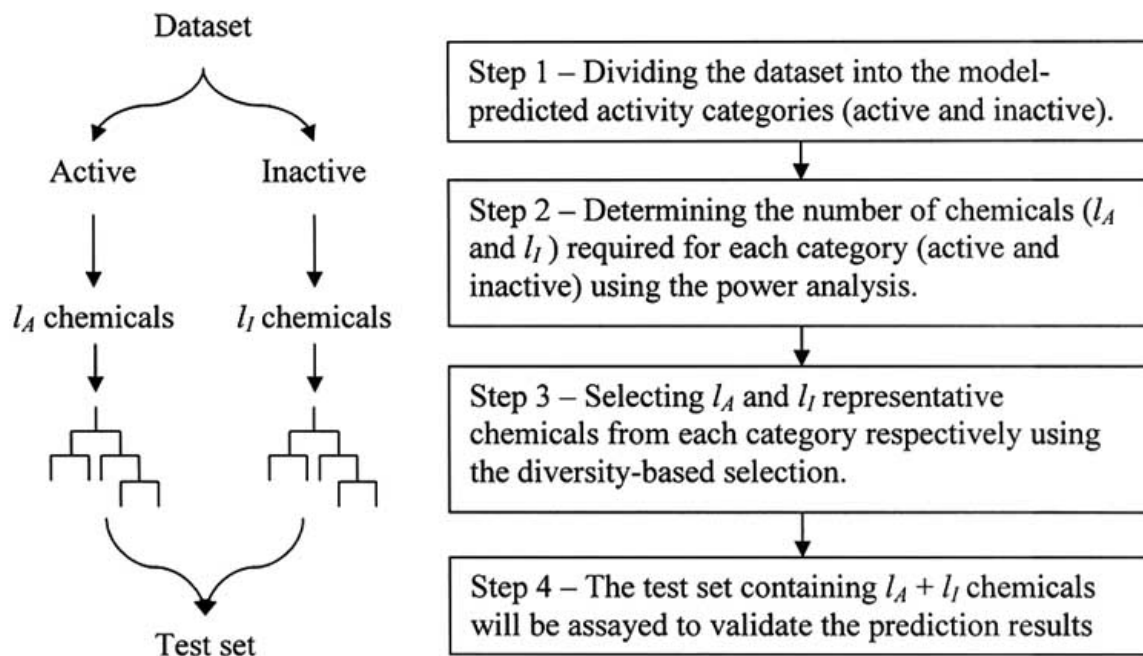 Dataset
Active
Inactive
l_A chemicals
l_I chemicals
Test set
Step 1 – Dividing the dataset into the model-
predicted activity categories (active and inactive).
Step 2 – Determining the number of chemicals (l_A
and l_I ) required for each category (active and
inactive) using the power analysis.
Step 3 – Selecting l_A and l_I representative
chemicals from each category respectively using
the diversity-based selection.
Step 4 – The test set containing l_A + l_I chemicals
will be assayed to validate the prediction results